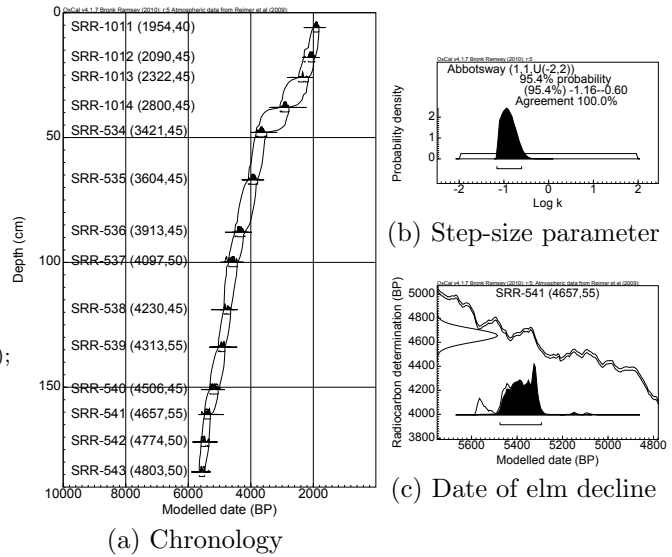 OxCal v4.1.7 Bronk Ramsey (2010); r:5 Atmospheric data from Reimer et al (2009);
0
50
100
150
Depth (cm)
SRR-1011 (1954,40)
SRR-1012 (2090,45)
SRR-1013 (2322,45)
SRR-1014 (2800,45)
SRR-534 (3421,45)
SRR-535 (3604,45)
SRR-536 (3913,45)
SRR-537 (4097,50)
SRR-538 (4230,45)
SRR-539 (4313,55)
SRR-540 (4506,45)
SRR-541 (4657,55)
SRR-542 (4774,50)
SRR-543 (4803,50)
10000 8000 6000 4000 2000
Modelled date (BP)
(a) Chronology
);
OxCal v4.1.7 Bronk Ramsey (2010); r:5
Abbotsway (1,1,U(-2,2))
95.4% probability
(95.4%) -1.16--0.60
Agreement 100.0%
Probability density
2
1
0
-2 -1 0 1 2
Log k
(b) Step-size parameter
OxCal v4.1.7 Bronk Ramsey (2010); r:5; Atmospheric data from Reimer et al (2009);
SRR-541 (4657,55)
Radiocarbon determination (BP)
5000
4800
4600
4400
4200
4000
3800
5600 5400 5200 5000 4800
Modelled date (BP)
(c) Date of elm decline